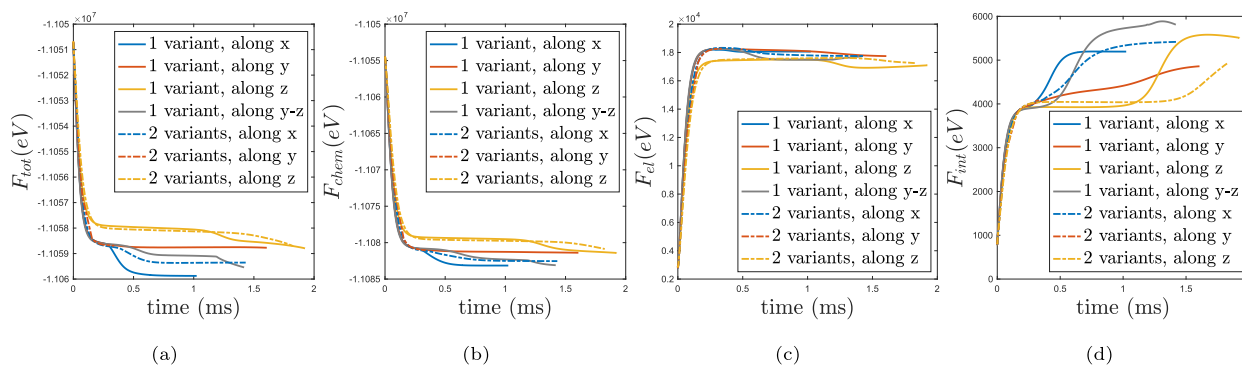 ×10⁷
-1.105
-1.1051
-1.1052
-1.1053
-1.1054
-1.1055
-1.1056
-1.1057
-1.1058
-1.1059
-1.106
F_tot(eV)
1 variant, along x
1 variant, along y
1 variant, along z
1 variant, along y-z
2 variants, along x
2 variants, along y
2 variants, along z
0 0.5 1 1.5 2
time (ms)
(a)
×10⁷
-1.105
-1.1055
-1.106
-1.1065
-1.107
-1.1075
-1.108
-1.1085
F_chem(eV)
1 variant, along x
1 variant, along y
1 variant, along z
1 variant, along y-z
2 variants, along x
2 variants, along y
2 variants, along z
0 0.5 1 1.5 2
time (ms)
(b)
×10⁴
2
1.8
1.6
1.4
1.2
1
0.8
0.6
0.4
0.2
F_el(eV)
1 variant, along x
1 variant, along y
1 variant, along z
1 variant, along y-z
2 variants, along x
2 variants, along y
2 variants, along z
0 0.5 1 1.5 2
time (ms)
(c)
6000
5000
4000
3000
2000
1000
0
F_int(eV)
1 variant, along x
1 variant, along y
1 variant, along z
1 variant, along y-z
2 variants, along x
2 variants, along y
2 variants, along z
0 0.5 1 1.5
time (ms)
(d)